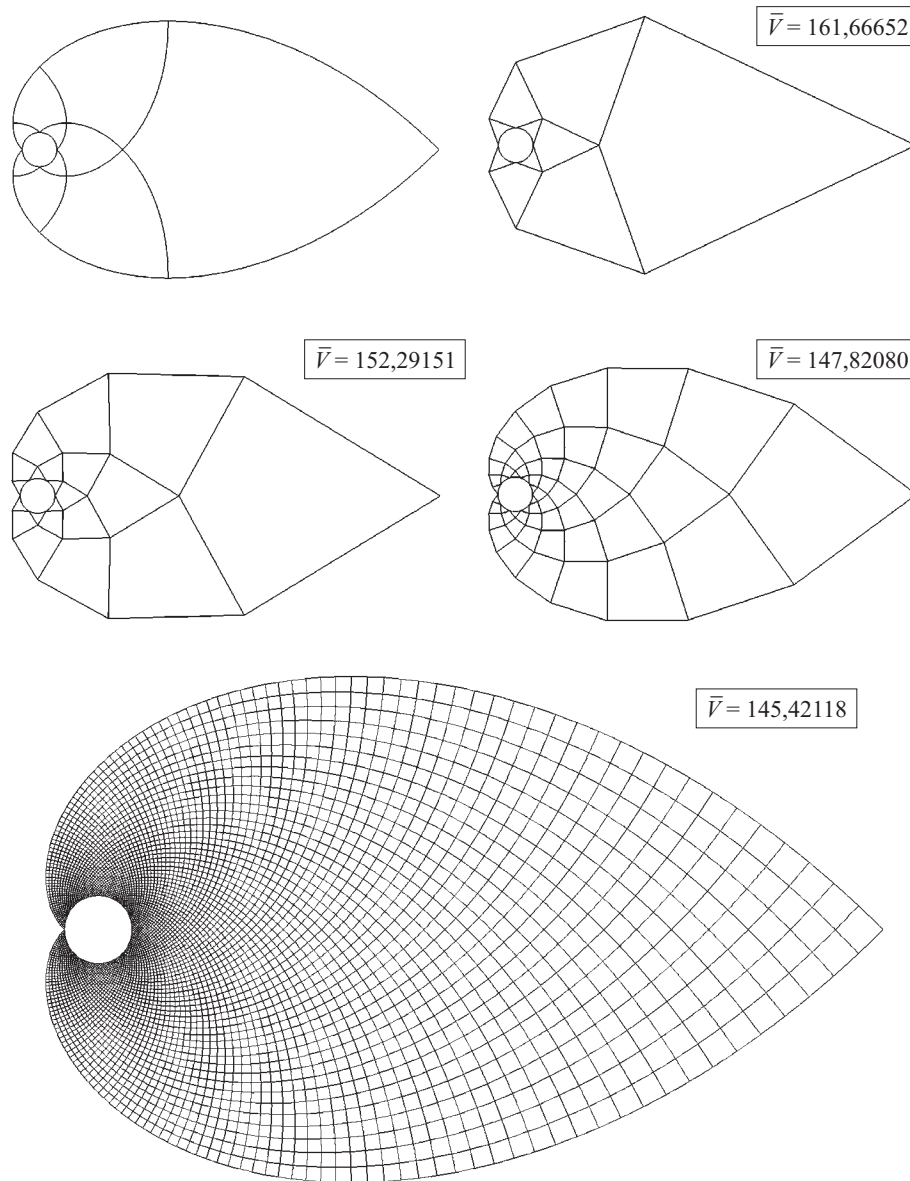 V̅ = 161,66652
V̅ = 152,29151
V̅ = 147,82080
V̅ = 145,42118